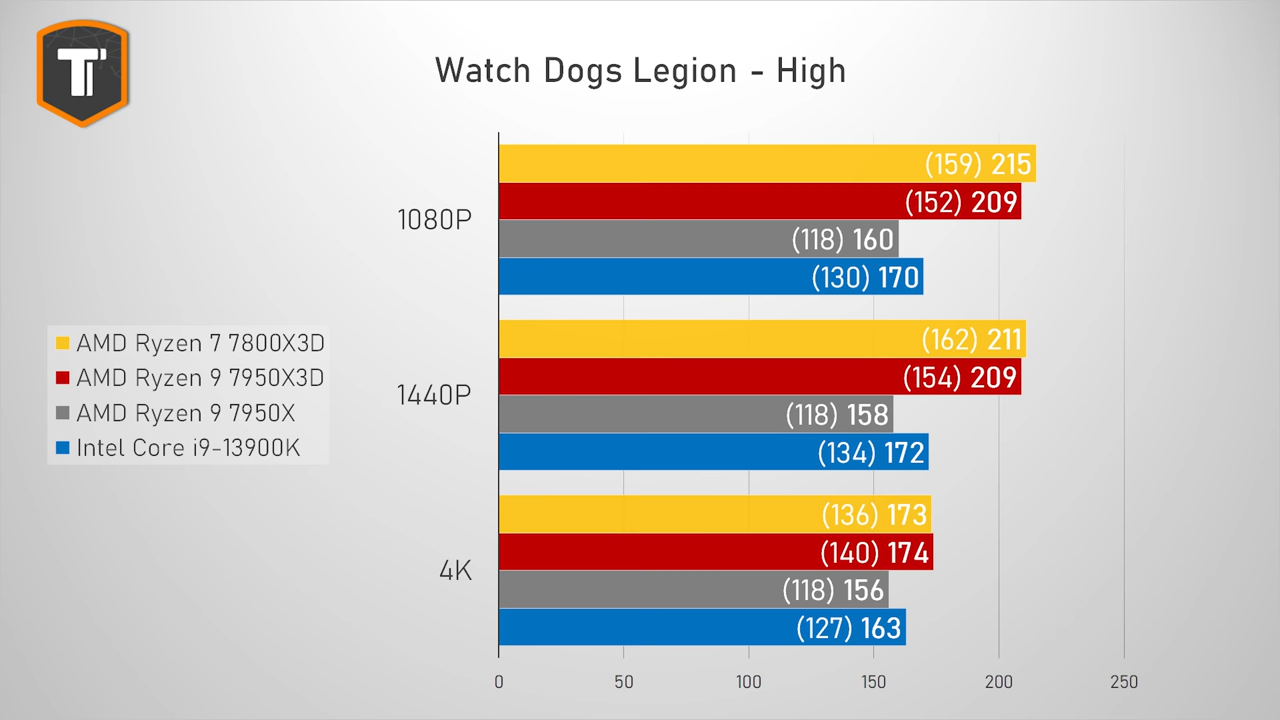 T
Watch Dogs Legion - High
1080P
(159) 215
(152) 209
(118) 160
(130) 170
1440P
(162) 211
(154) 209
(118) 158
(134) 172
4K
(136) 173
(140) 174
(118) 156
(127) 163
AMD Ryzen 7 7800X3D
AMD Ryzen 9 7950X3D
AMD Ryzen 9 7950X
Intel Core i9-13900K
0 50 100 150 200 250